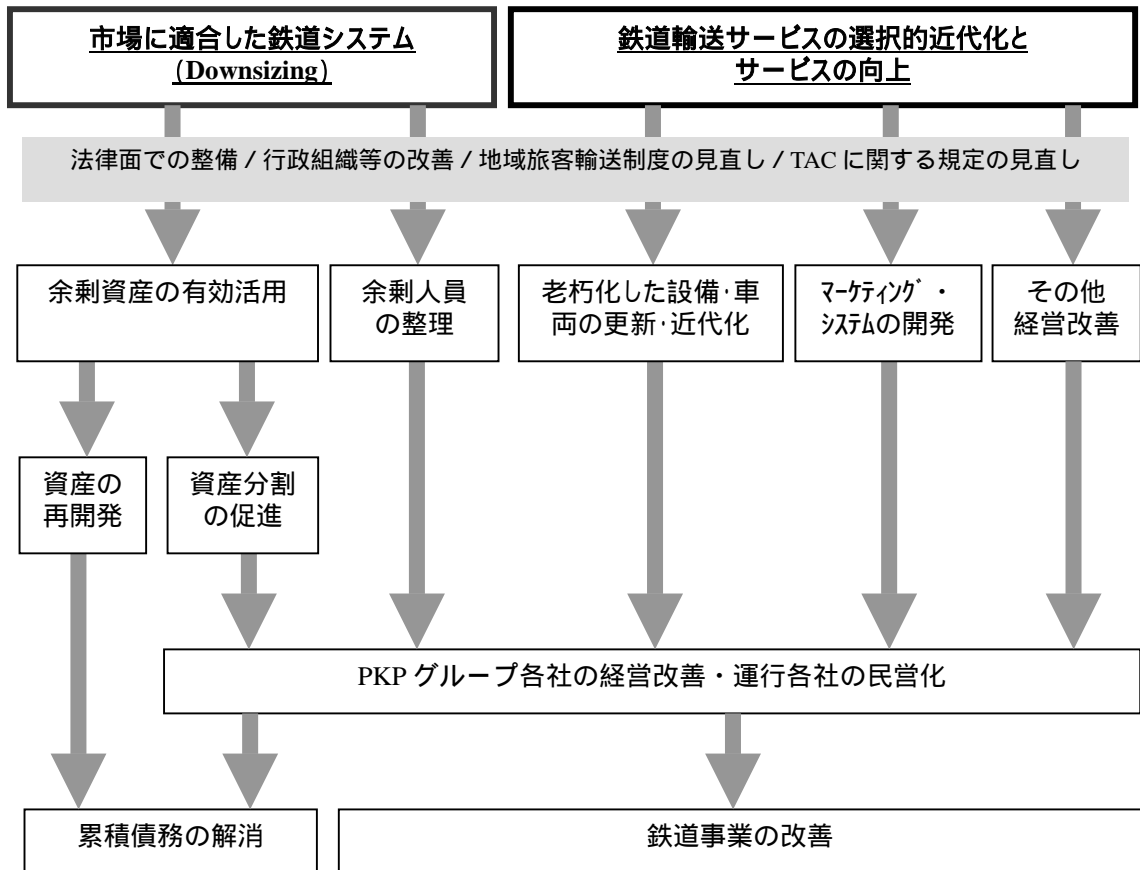 市場に適合した鉄道システム
(Downsizing)
鉄道輸送サービスの選択的近代化と
サービスの向上
法律面での整備 / 行政組織等の改善 / 地域旅客輸送制度の見直し / TAC に関する規定の見直し
余剰資産の有効活用
余剰人員
の整理
老朽化した設備･車
両の更新･近代化
ﾏｰｹﾃｨﾝｸﾞ・
ｼｽﾃﾑの開発
その他
経営改善
資産の
再開発
資産分割
の促進
PKP グループ各社の経営改善・運行各社の民営化
累積債務の解消
鉄道事業の改善